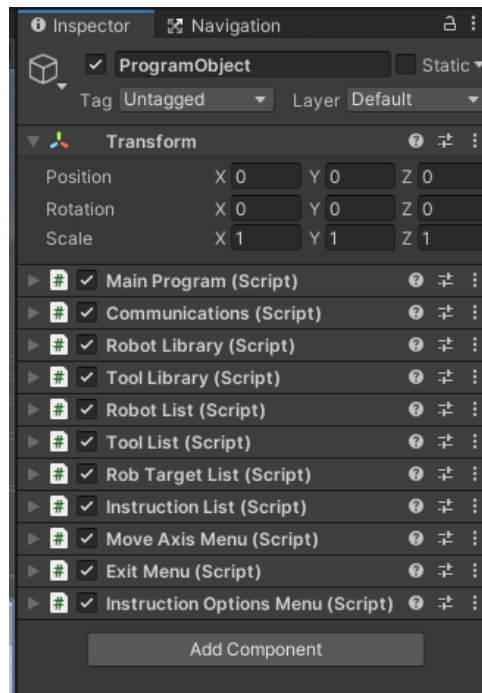 Inspector Navigation
ProgramObject Static
Tag Untagged Layer Default
Transform
Position X 0 Y 0 Z 0
Rotation X 0 Y 0 Z 0
Scale X 1 Y 1 Z 1
# Main Program (Script)
# Communications (Script)
# Robot Library (Script)
# Tool Library (Script)
# Robot List (Script)
# Tool List (Script)
# Rob Target List (Script)
# Instruction List (Script)
# Move Axis Menu (Script)
# Exit Menu (Script)
# Instruction Options Menu (Script)
Add Component